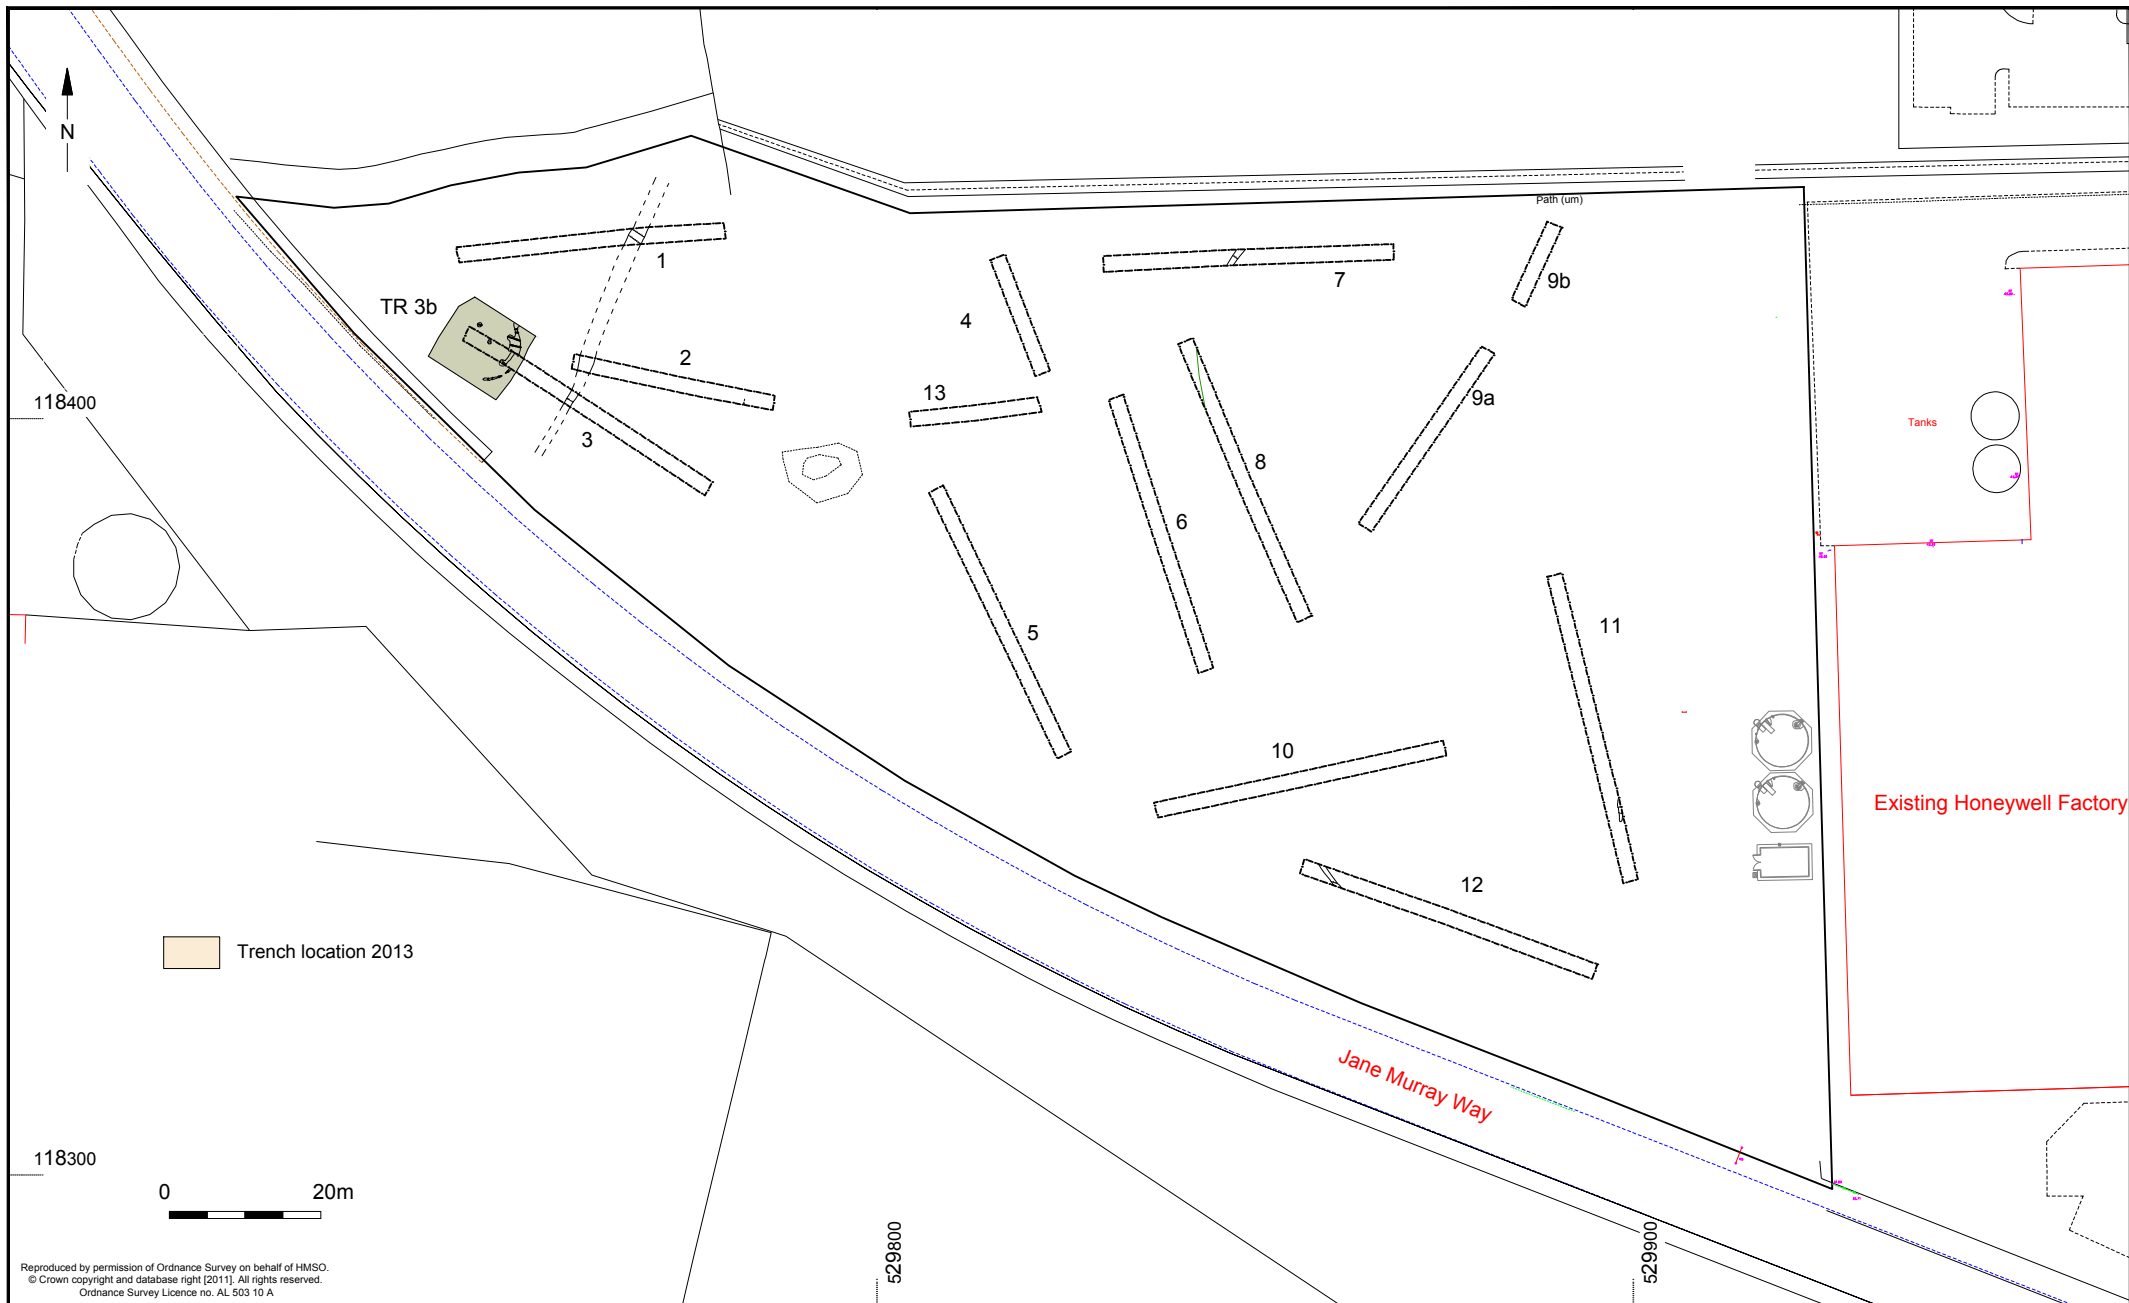 N
Path (um)
1
TR 3b
7
9b
4
2
13
9a
118400
3
Tanks
8
6
5
11
10
Existing Honeywell Factory
12
Trench location 2013
Jane Murray Way
118300
0 20m
529800
529900
Reproduced by permission of Ordnance Survey on behalf of HMSO.
© Crown copyright and database right [2011]. All rights reserved.
Ordnance Survey Licence no. AL 503 10 A